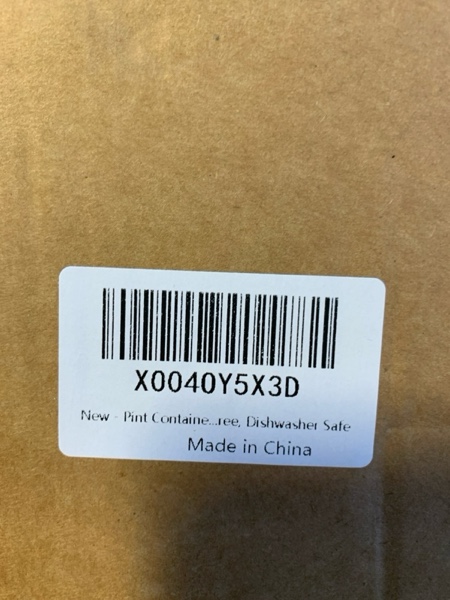 X0040Y5X3D
New - Pint Containe...ree, Dishwasher Safe
Made in China